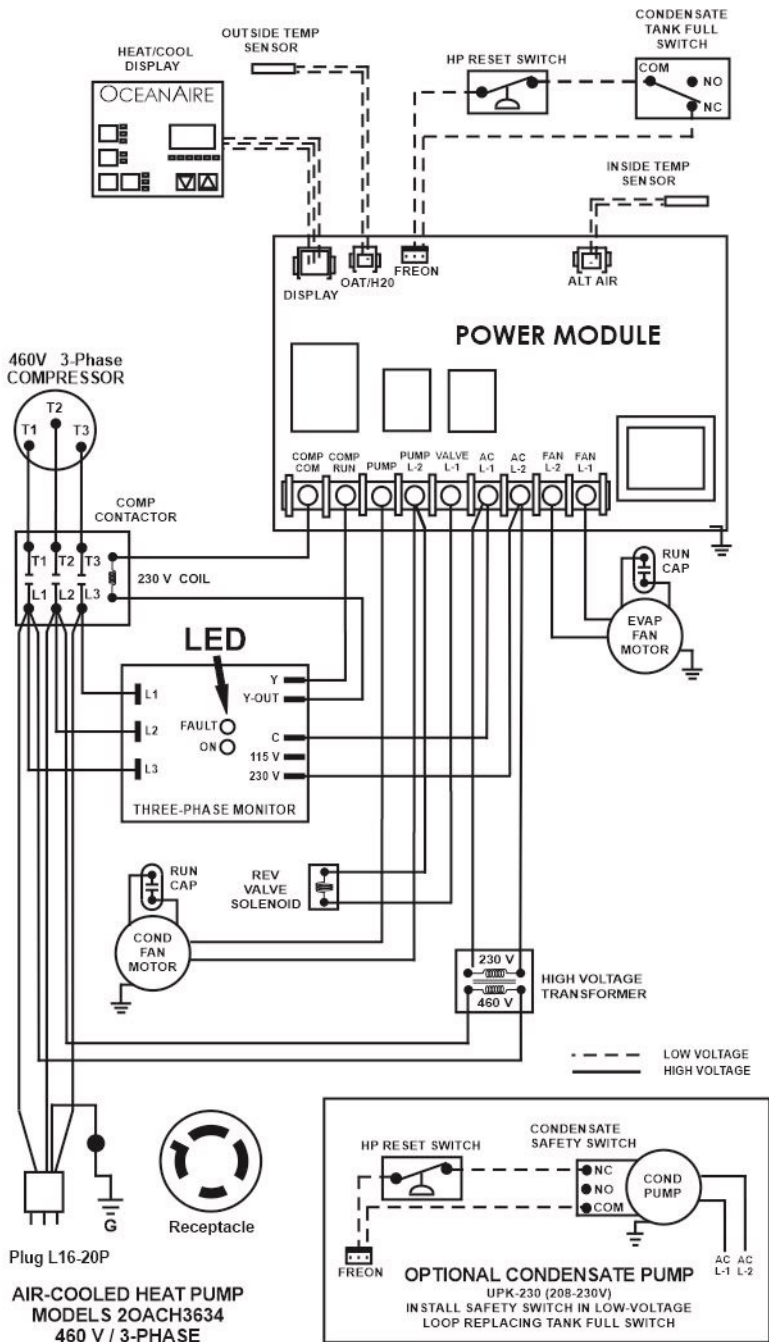 CONDENSATE
TANK FULL
SWITCH
OUTSIDE TEMP
SENSOR
HEAT/COOL
DISPLAY
HP RESET SWITCH
COM
NO
NC
OCEANAIRE
INSIDE TEMP
SENSOR
DISPLAY
OAT/H20
FREON
ALT AIR
POWER MODULE
460V 3-Phase
COMPRESSOR
T2
T1
T3
COMP
COM
COMP
RUN
PUMP
PUMP
L-2
VALVE
L-1
AC
L-1
AC
L-2
FAN
L-2
FAN
L-1
COMP
CONTACTOR
T1
T2
T3
230 V COIL
L1
L2
L3
RUN
CAP
EVAP
FAN
MOTOR
LED
Y
Y-OUT
L1
L2
L3
FAULT
ON
C
115 V
230 V
THREE-PHASE MONITOR
RUN
CAP
REV
VALVE
SOLENOID
COND
FAN
MOTOR
230 V
460 V
HIGH VOLTAGE
TRANSFORMER
LOW VOLTAGE
HIGH VOLTAGE
G
Receptacle
Plug L16-20P
AIR-COOLED HEAT PUMP
MODELS 2OACH3634
460 V / 3-PHASE
HP RESET SWITCH
CONDENSATE
SAFETY SWITCH
NC
NO
COM
COND
PUMP
FREON
AC
L-1
AC
L-2
OPTIONAL CONDENSATE PUMP
UPK-230 (208-230V)
INSTALL SAFETY SWITCH IN LOW-VOLTAGE
LOOP REPLACING TANK FULL SWITCH